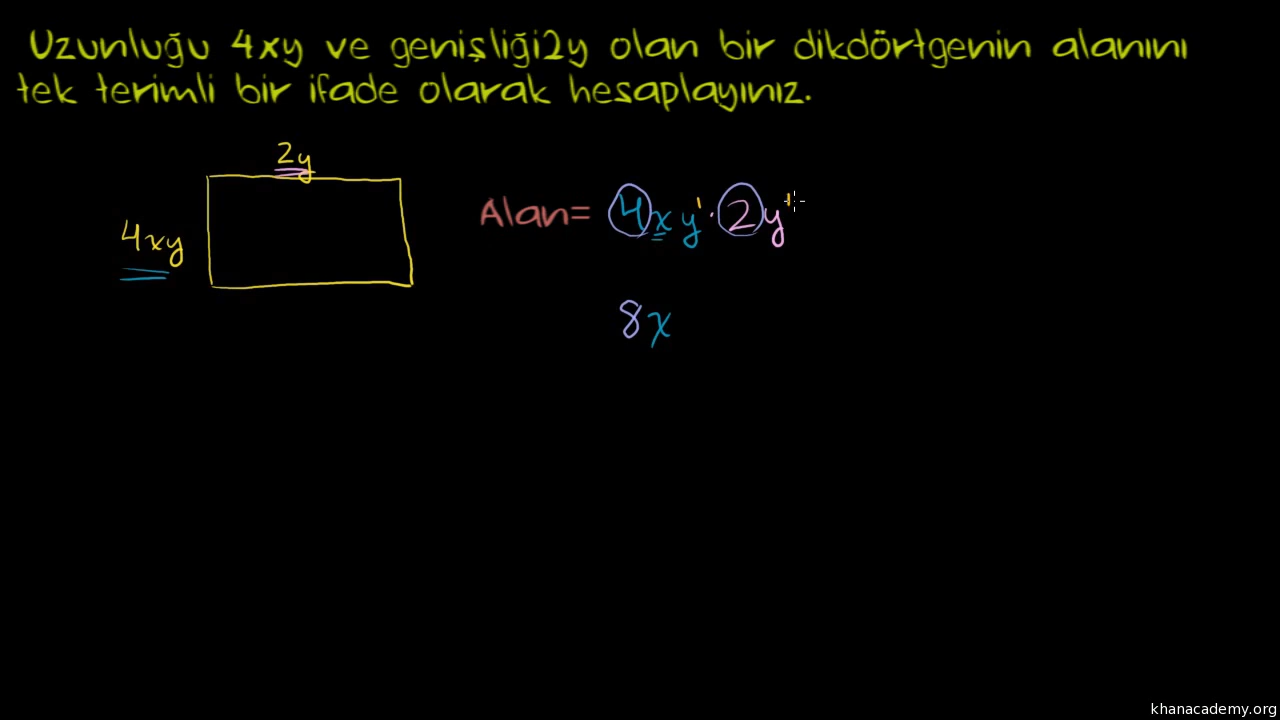 Uzunluğu 4xy ve genişliği2y olan bir dikdörtgenin alanını
tek terimli bir ifade olarak hesaplayınız.
2y
4xy
Alan= 4xy¹·2y¹
8x
khanacademy.org